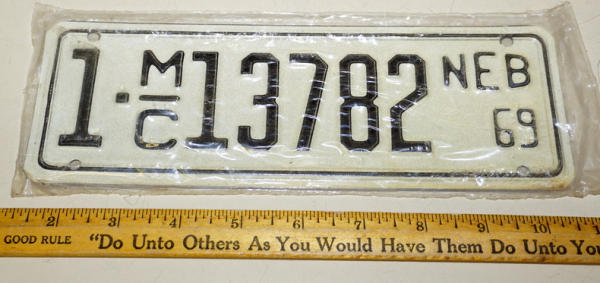 1·M/C 13782 NEB 69
2 3 4 5 6 7 8 9 10
GOOD RULE "Do Unto Others As You Would Have Them Do Unto You